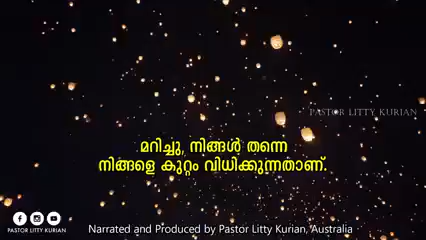 PASTOR LITTY KURIAN
മറിച്ചു, നിങ്ങൾ തന്നെ
നിങ്ങളെ കുറ്റം വിധിക്കുന്നതാണ്.
PASTOR LITTY KURIAN
Narrated and Produced by Pastor Litty Kurian, Australia